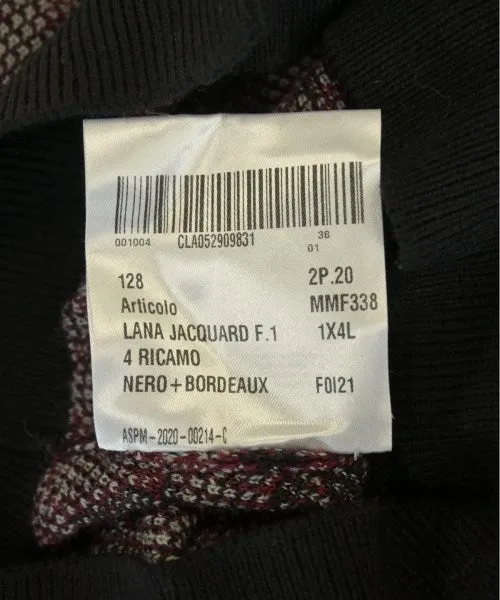 001004 CLA052909831 38
01
128 2P.20
Articolo MMF338
LANA JACQUARD F.1 1X4L
4 RICAMO
NERO+BORDEAUX F0I21
ASPM-2020-00214-C